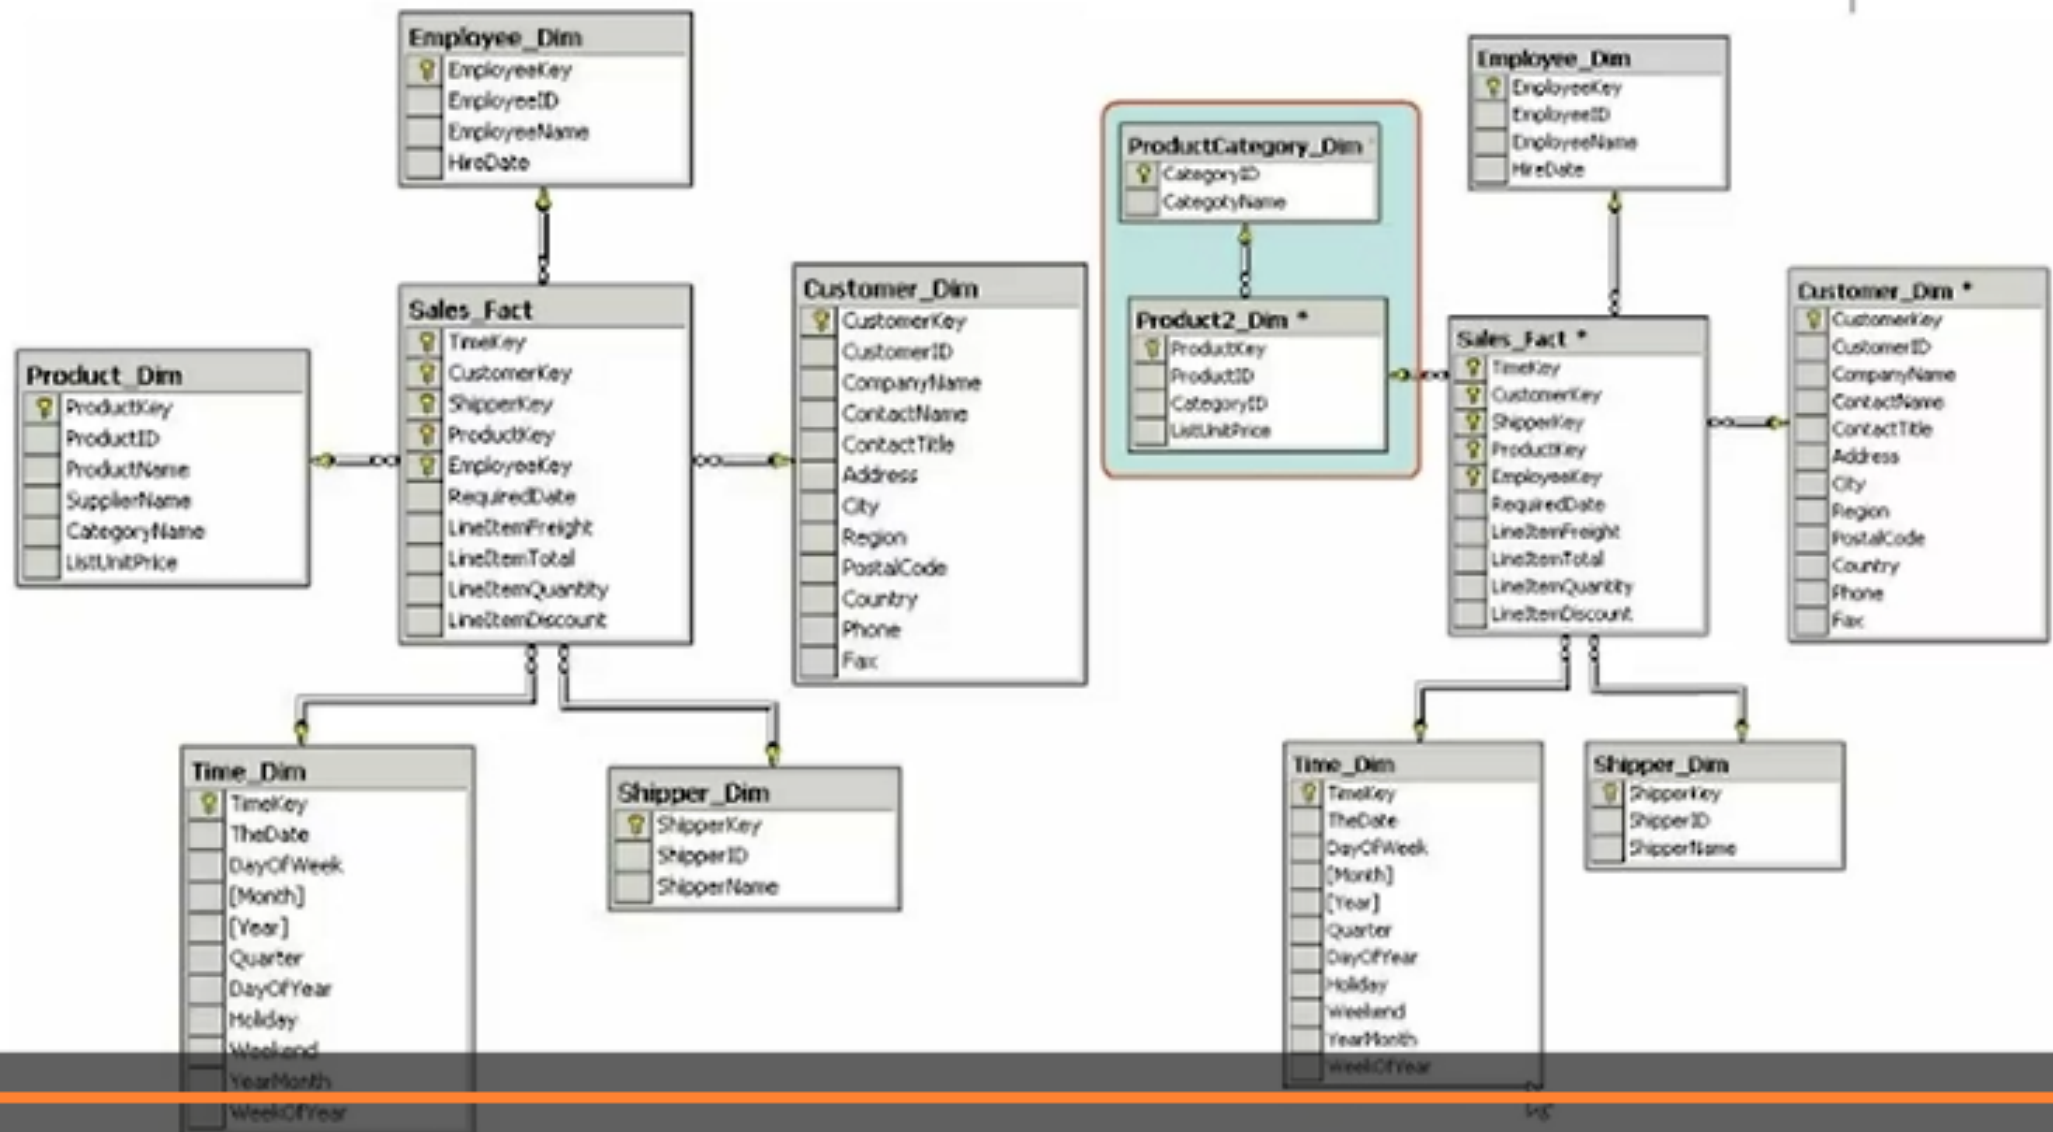 Employee_Dim
EmployeeKey
EmployeeID
EmployeeName
HireDate
Sales_Fact
TimeKey
CustomerKey
ShipperKey
ProductKey
EmployeeKey
RequiredDate
LineItemFreight
LineItemTotal
LineItemQuantity
LineItemDiscount
Product_Dim
ProductKey
ProductID
ProductName
SupplierName
CategoryName
ListUnitPrice
Customer_Dim
CustomerKey
CustomerID
CompanyName
ContactName
ContactTitle
Address
City
Region
PostalCode
Country
Phone
Fax
Time_Dim
TimeKey
TheDate
DayOfWeek
[Month]
[Year]
Quarter
DayOfYear
Holiday
Weekend
YearMonth
WeekOfYear
Shipper_Dim
ShipperKey
ShipperID
ShipperName
ProductCategory_Dim
CategoryID
CategotyName
Product2_Dim *
ProductKey
ProductID
CategoryID
ListUnitPrice
Employee_Dim
EmployeeKey
EmployeeID
EmployeeName
HireDate
Sales_Fact *
TimeKey
CustomerKey
ShipperKey
ProductKey
EmployeeKey
RequiredDate
LineItemFreight
LineItemTotal
LineItemQuantity
LineItemDiscount
Customer_Dim *
CustomerKey
CustomerID
CompanyName
ContactName
ContactTitle
Address
City
Region
PostalCode
Country
Phone
Fax
Time_Dim
TimeKey
TheDate
DayOfWeek
[Month]
[Year]
Quarter
DayOfYear
Holiday
Weekend
YearMonth
WeekOfYear
Shipper_Dim
ShipperKey
ShipperID
ShipperName